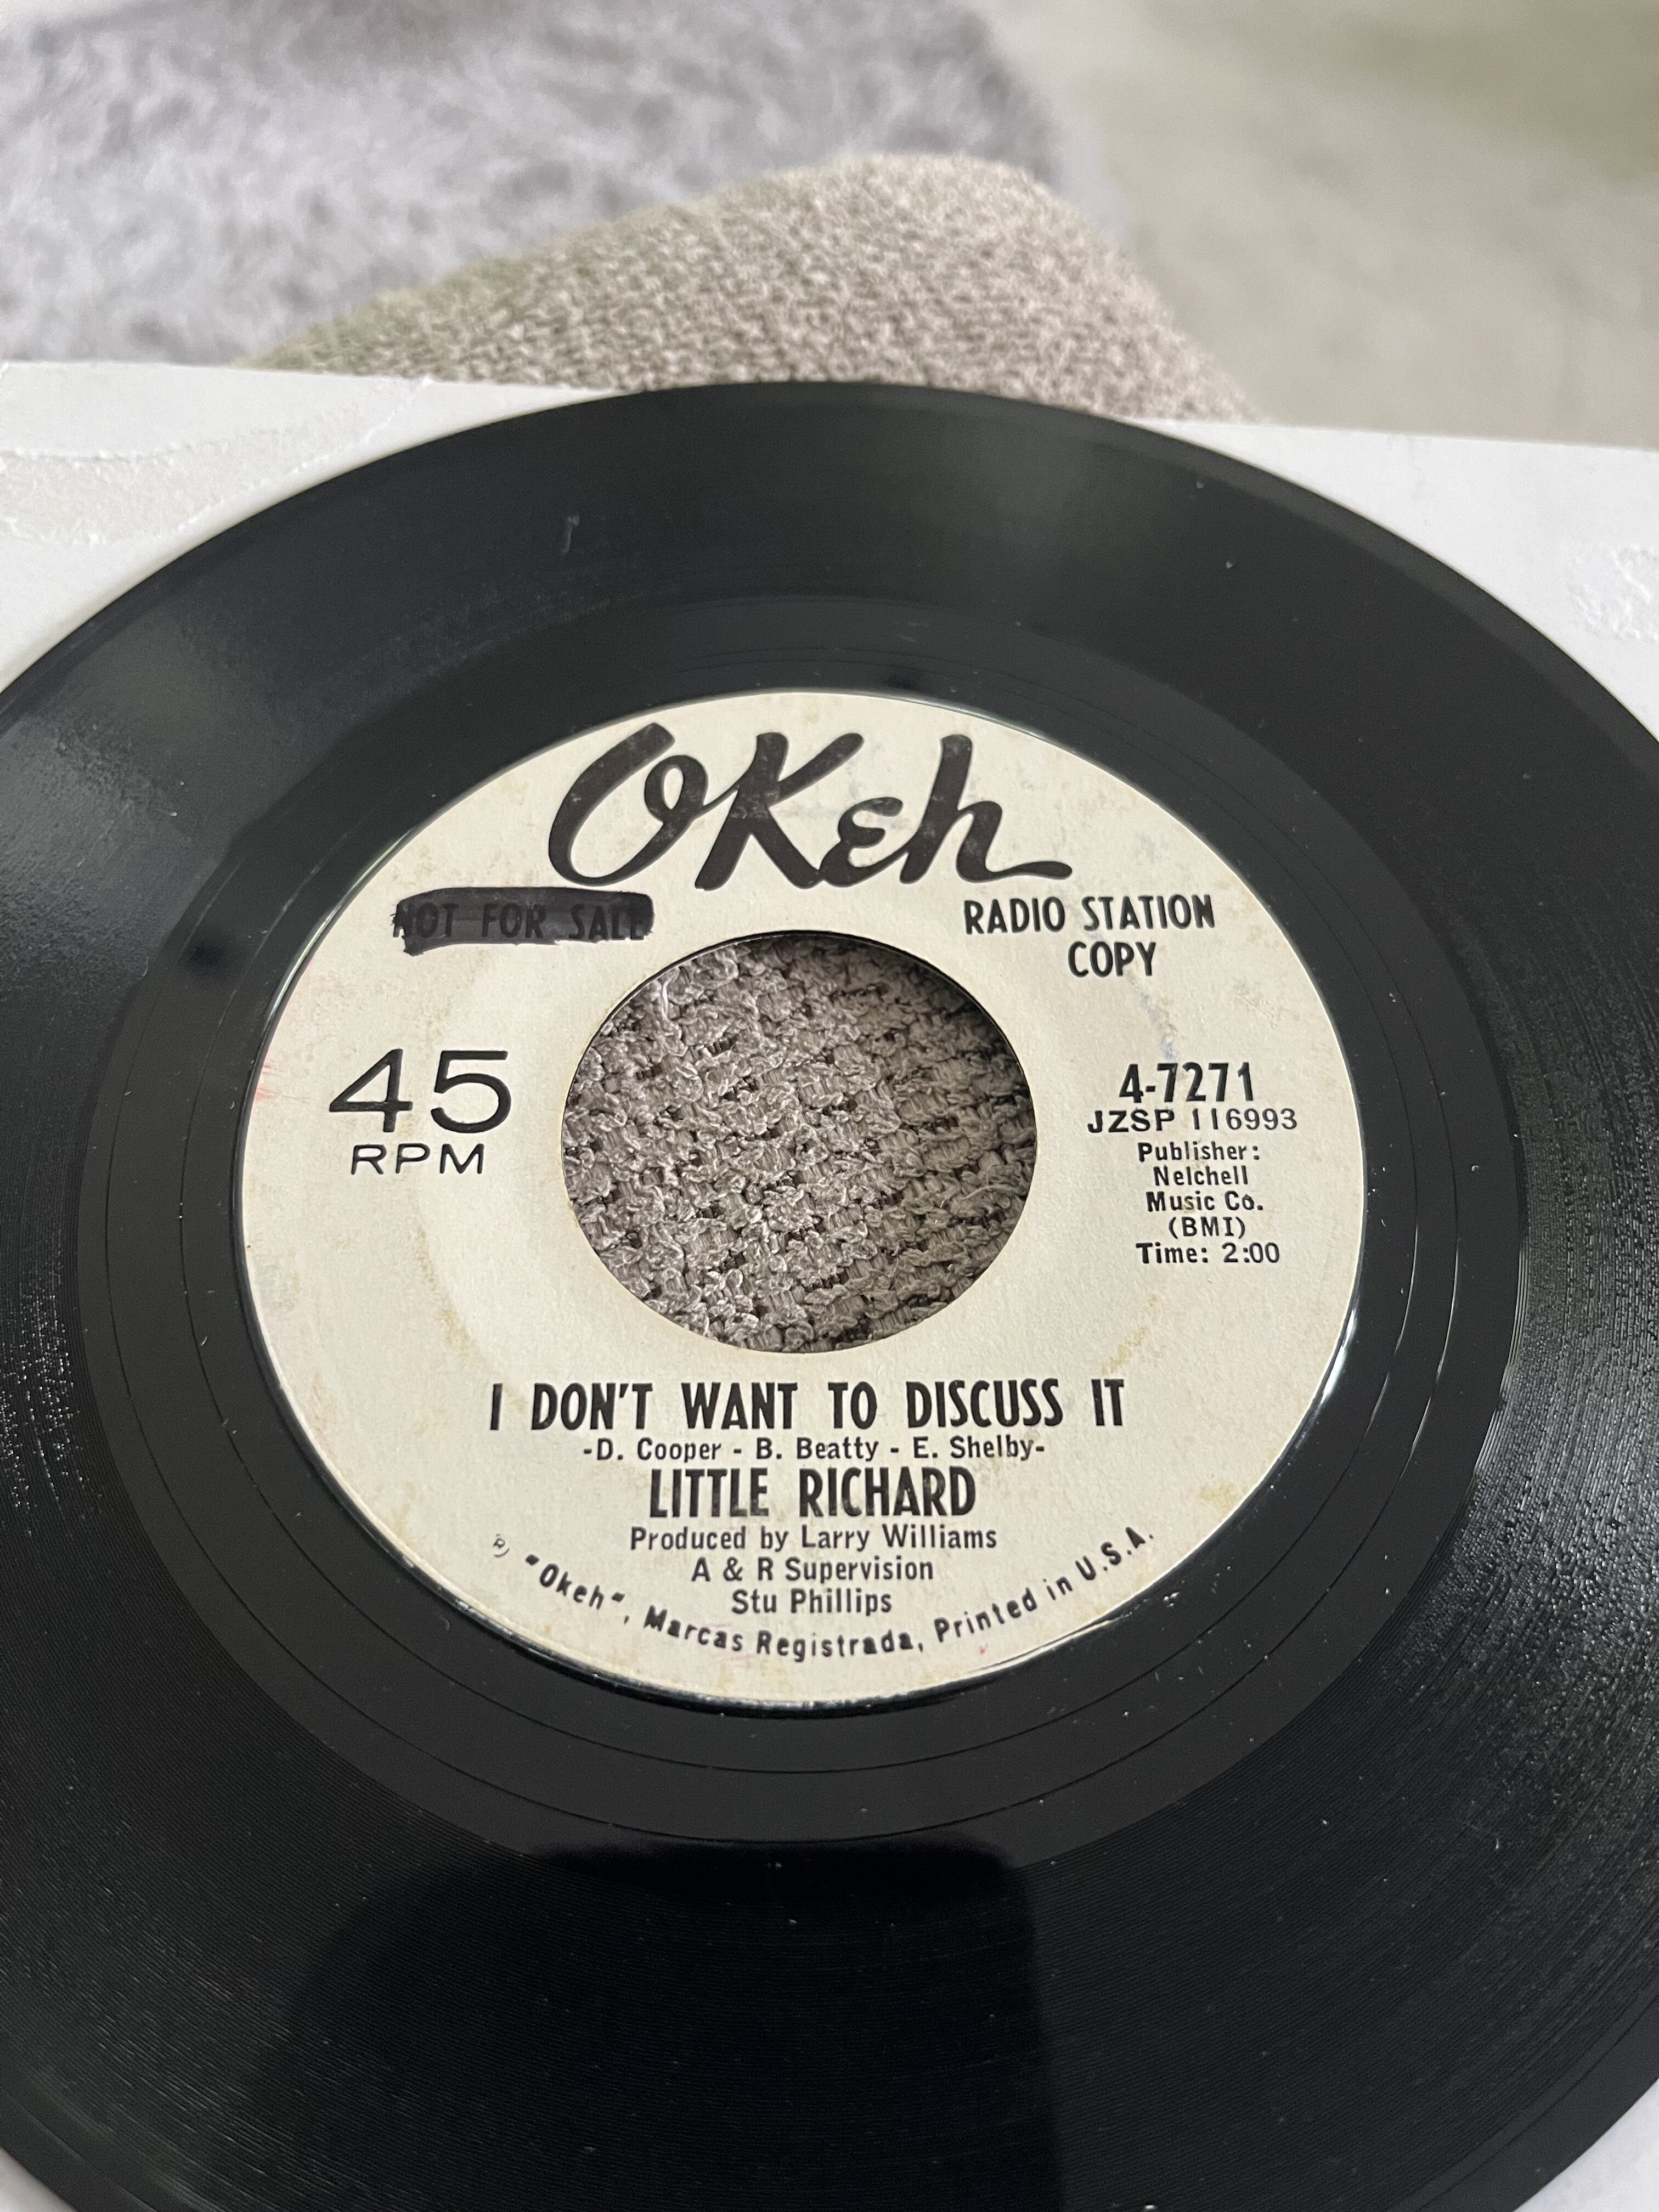 OKeh
NOT FOR SALE
RADIO STATION
COPY
45
RPM
4-7271
JZSP 116993
Publisher:
Nelchell
Music Co.
(BMI)
Time: 2:00
I DON'T WANT TO DISCUSS IT
-D. Cooper - B. Beatty - E. Shelby-
LITTLE RICHARD
Produced by Larry Williams
A & R Supervision
Stu Phillips
® "Okeh", Marcas Registrada, Printed in U.S.A.